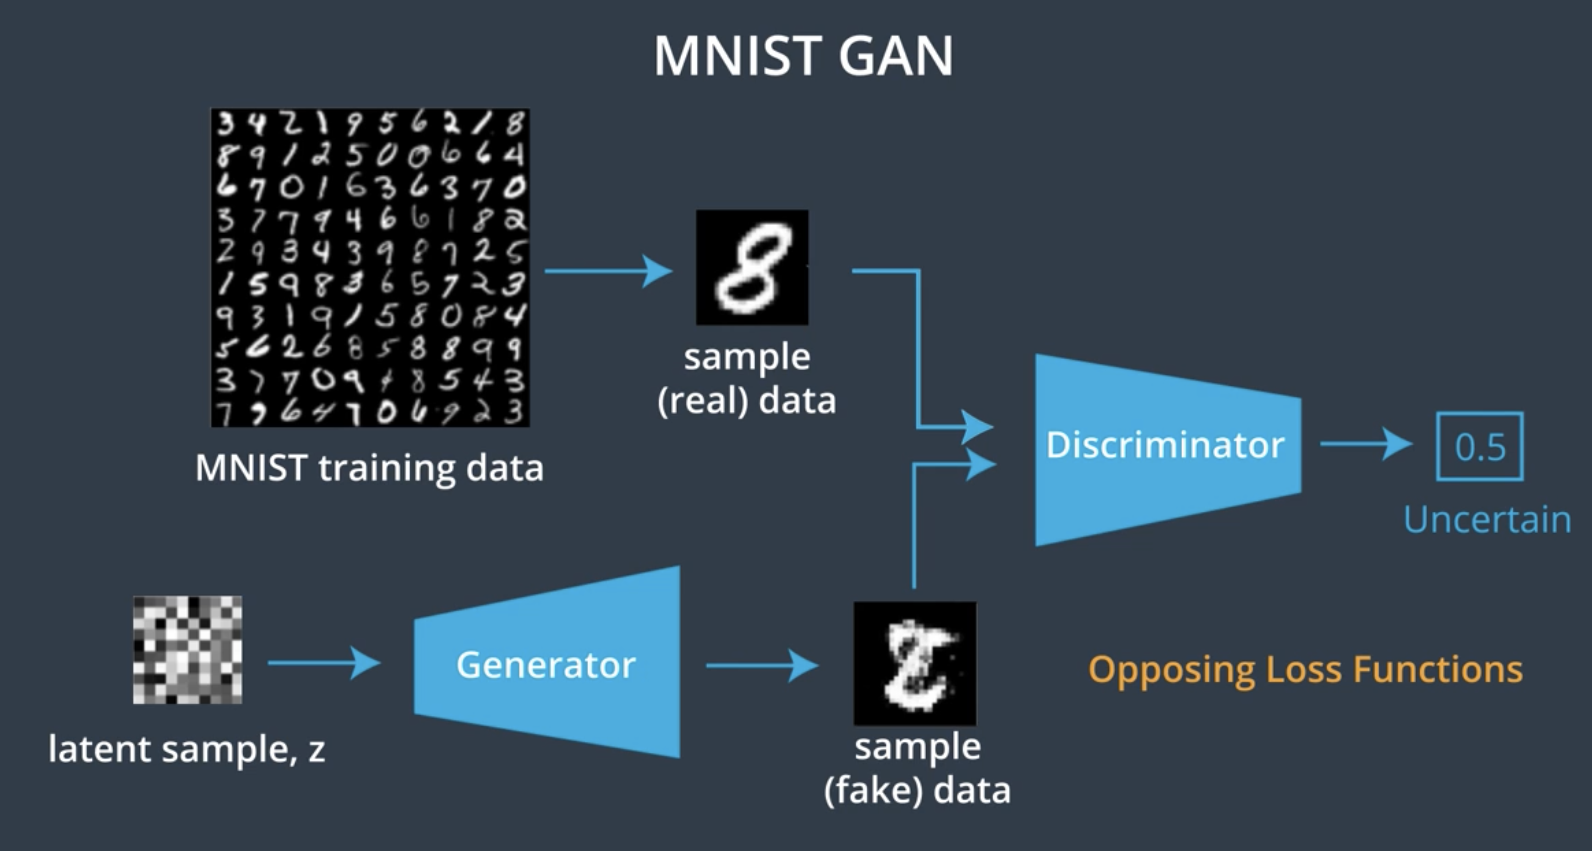 MNIST GAN
3 4 2 1 9 5 6 2 1 8
8 9 1 2 5 0 0 6 6 4
6 7 0 1 6 3 6 3 7 0
3 7 7 9 4 6 6 1 8 2
2 9 3 4 3 9 8 7 2 5
1 5 9 8 3 6 5 7 2 3
9 3 1 9 1 5 8 0 8 4
5 6 2 6 8 5 8 8 9 9
3 7 7 0 9 4 8 5 4 3
7 9 6 4 7 0 6 9 2 3
MNIST training data
8
sample
(real) data
Discriminator
0.5
Uncertain
latent sample, z
Generator
sample
(fake) data
Opposing Loss Functions